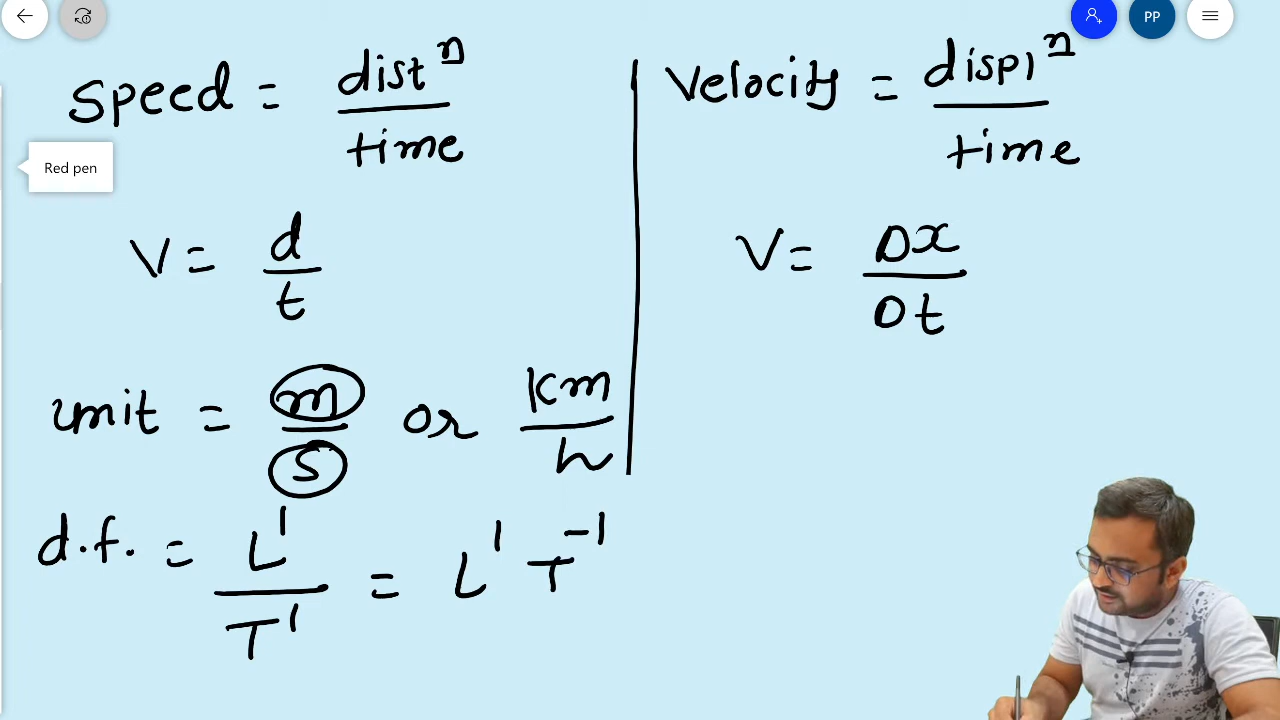 PP
Red pen
speed = distⁿ / time
V = d / t
unit = m / s or km / h
d.f. = L¹ / T¹ = L¹ T⁻¹
Velocity = displⁿ / time
V = Δx / Δt